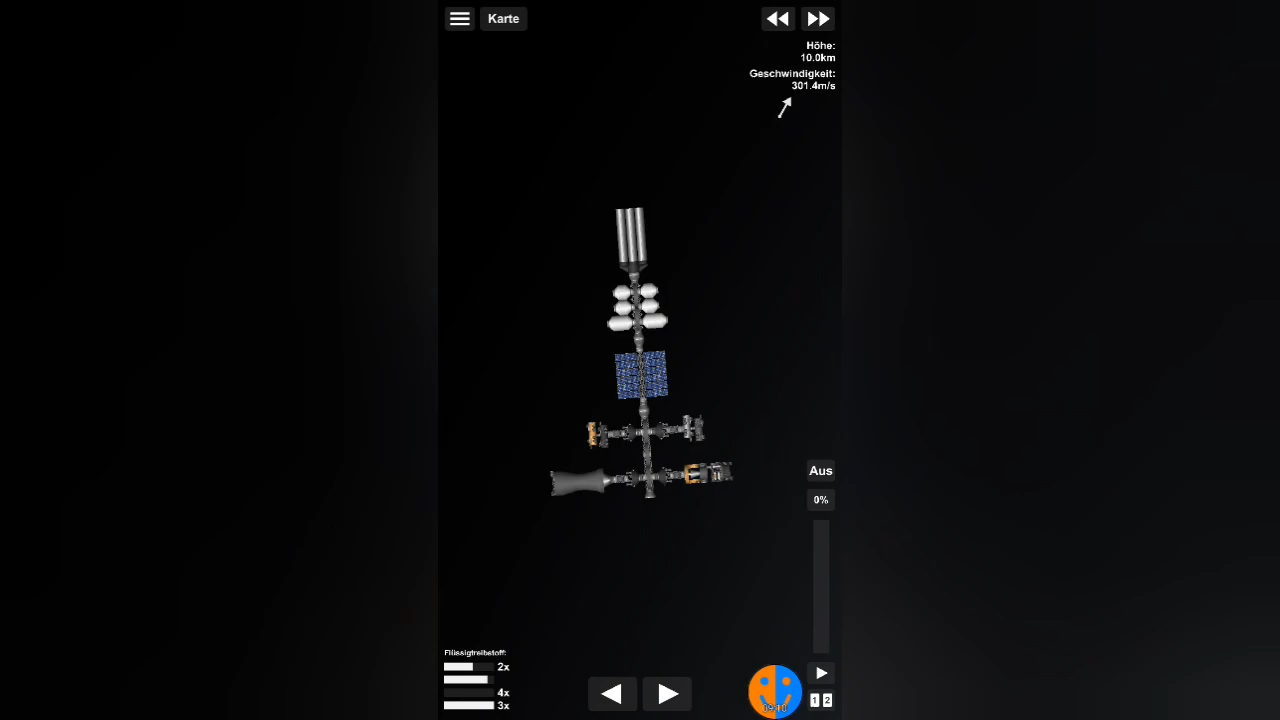 Karte
Höhe:
10.0km
Geschwindigkeit:
301.4m/s
Aus
0%
Flüssigtreibstoff:
2x
4x
3x
1 2